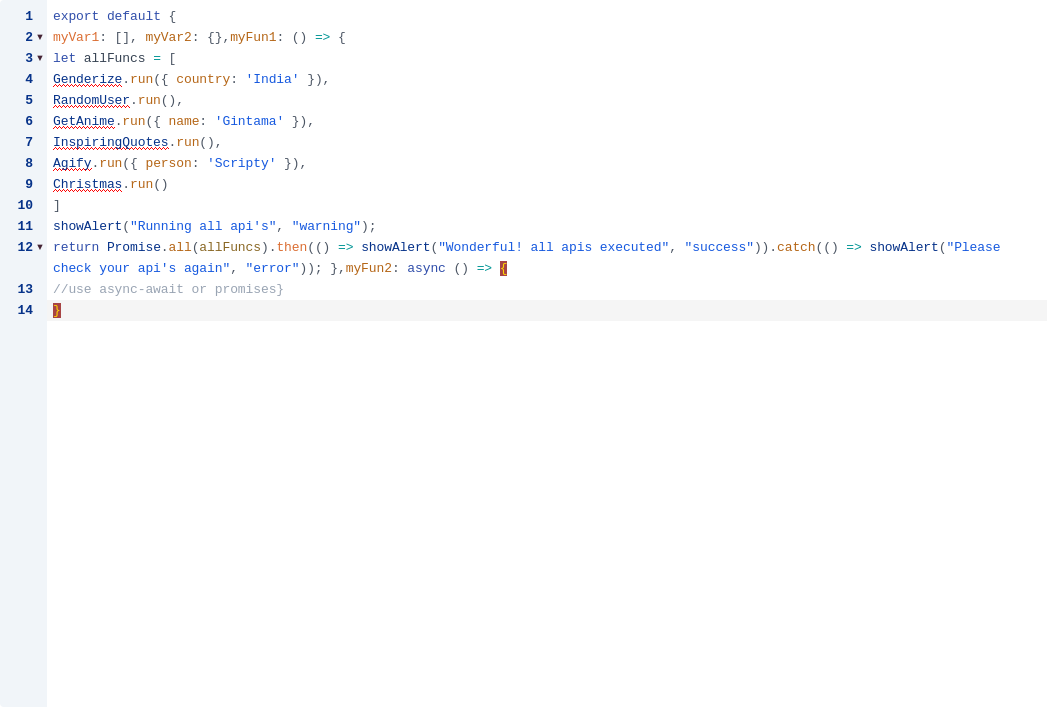 1 export default {
2 myVar1: [], myVar2: {},myFun1: () => {
3 let allFuncs = [
4 Genderize.run({ country: 'India' }),
5 RandomUser.run(),
6 GetAnime.run({ name: 'Gintama' }),
7 InspiringQuotes.run(),
8 Agify.run({ person: 'Scripty' }),
9 Christmas.run()
10 ]
11 showAlert("Running all api's", "warning");
12 return Promise.all(allFuncs).then(() => showAlert("Wonderful! all apis executed", "success")).catch(() => showAlert("Please
check your api's again", "error")); },myFun2: async () => {
13 //use async-await or promises}
14 }